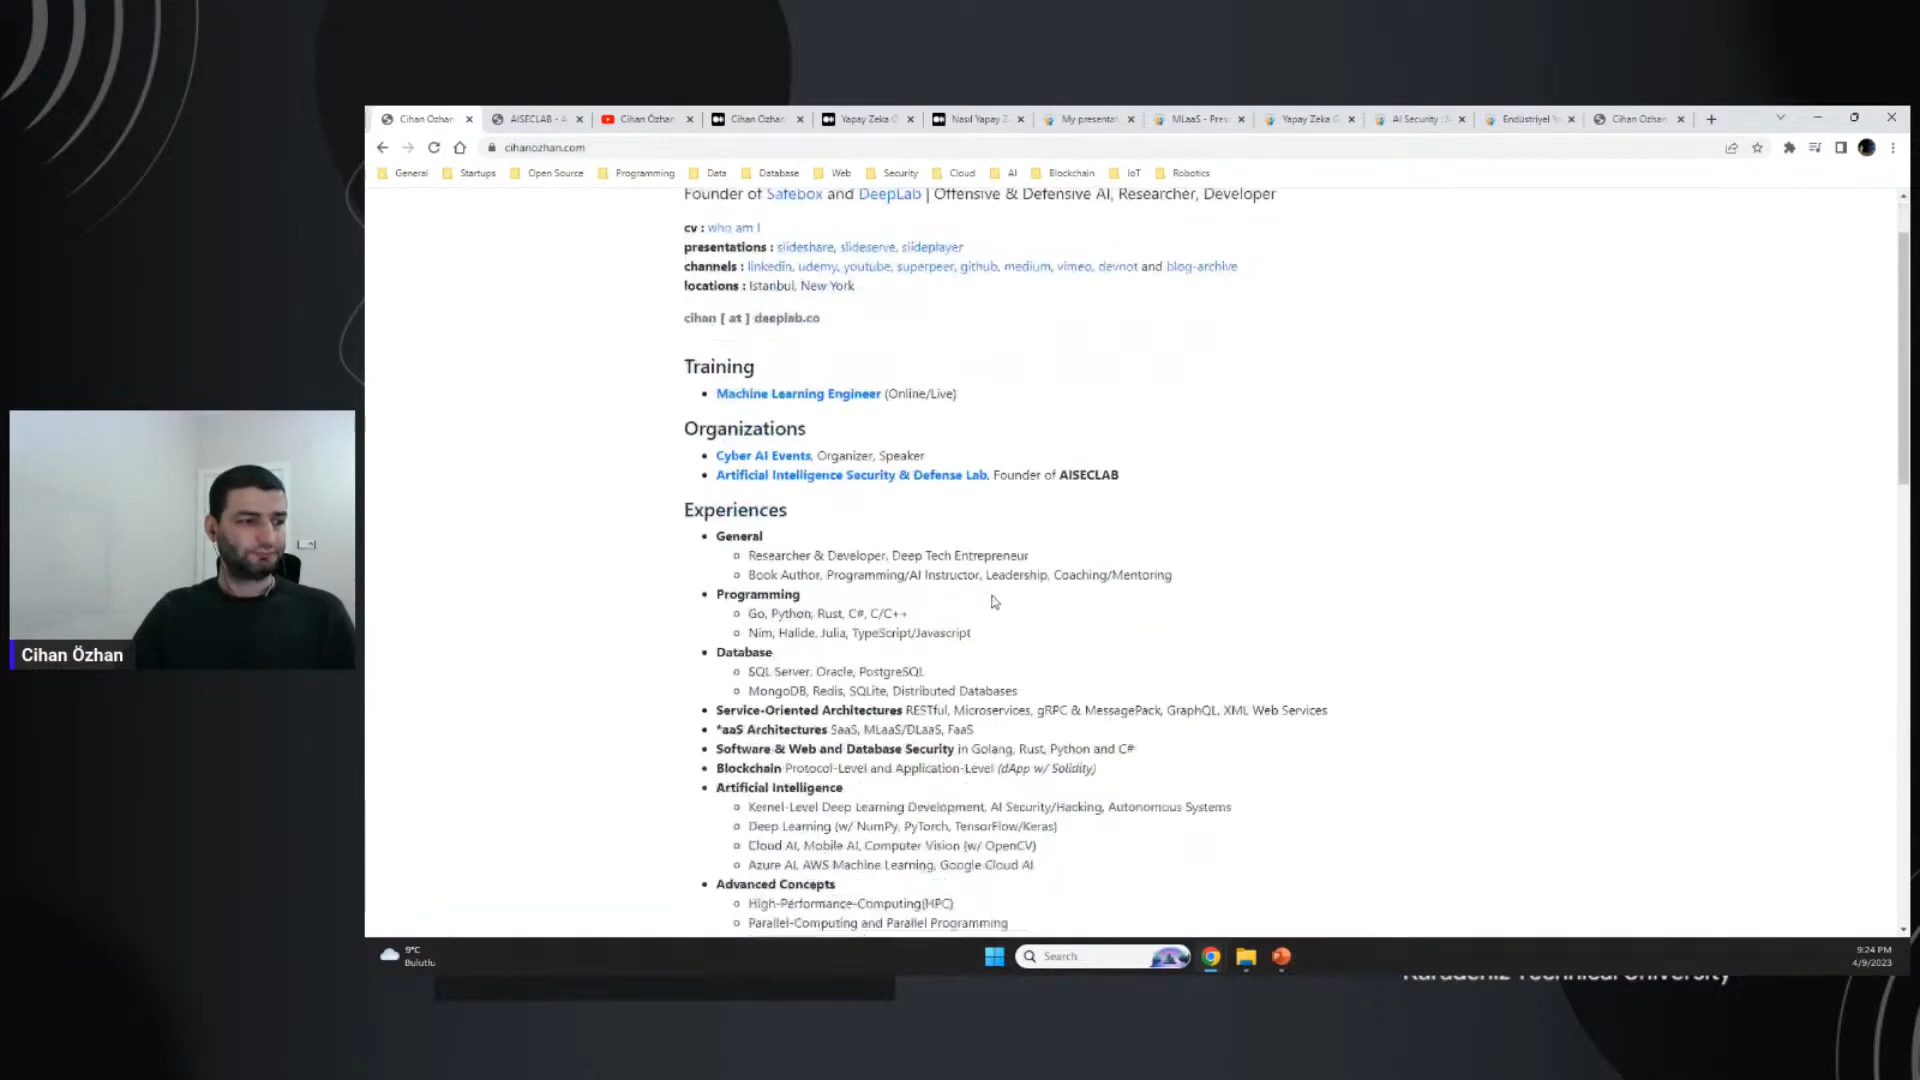 Cihan Ozhan
AISECLAB - A
Cihan Özhan
Cihan Ozhan
Yapay Zeka G
Nasıl Yapay Z
My presentat
MLaaS - Pres
Yapay Zeka G
AI Security : M
Endüstriyel Y
Cihan Ozhan
cihanozhan.com
General
Startups
Open Source
Programming
Data
Database
Web
Security
Cloud
AI
Blockchain
IoT
Robotics
Founder of Safebox and DeepLab | Offensive & Defensive AI, Researcher, Developer
cv : who am I
presentations : slideshare, slideserve, slideplayer
channels : linkedin, udemy, youtube, superpeer, github, medium, vimeo, devnot and blog-archive
locations : Istanbul, New York
cihan [ at ] deeplab.co
Training
• Machine Learning Engineer (Online/Live)
Organizations
• Cyber AI Events, Organizer, Speaker
• Artificial Intelligence Security & Defense Lab, Founder of AISECLAB
Experiences
• General
Researcher & Developer, Deep Tech Entrepreneur
Book Author, Programming/AI Instructor, Leadership, Coaching/Mentoring
• Programming
Go, Python, Rust, C#, C/C++
Nim, Halide, Julia, TypeScript/Javascript
• Database
SQL Server, Oracle, PostgreSQL
MongoDB, Redis, SQLite, Distributed Databases
• Service-Oriented Architectures RESTful, Microservices, gRPC & MessagePack, GraphQL, XML Web Services
• *aaS Architectures SaaS, MLaaS/DLaaS, FaaS
• Software & Web and Database Security in Golang, Rust, Python and C#
• Blockchain Protocol-Level and Application-Level (dApp w/ Solidity)
• Artificial Intelligence
Kernel-Level Deep Learning Development, AI Security/Hacking, Autonomous Systems
Deep Learning (w/ NumPy, PyTorch, TensorFlow/Keras)
Cloud AI, Mobile AI, Computer Vision (w/ OpenCV)
Azure AI, AWS Machine Learning, Google Cloud AI
• Advanced Concepts
High-Performance-Computing(HPC)
Parallel-Computing and Parallel Programming
Cihan Özhan
9°C
Bulutlu
Search
9:24 PM
4/9/2023
Karadeniz Technical University